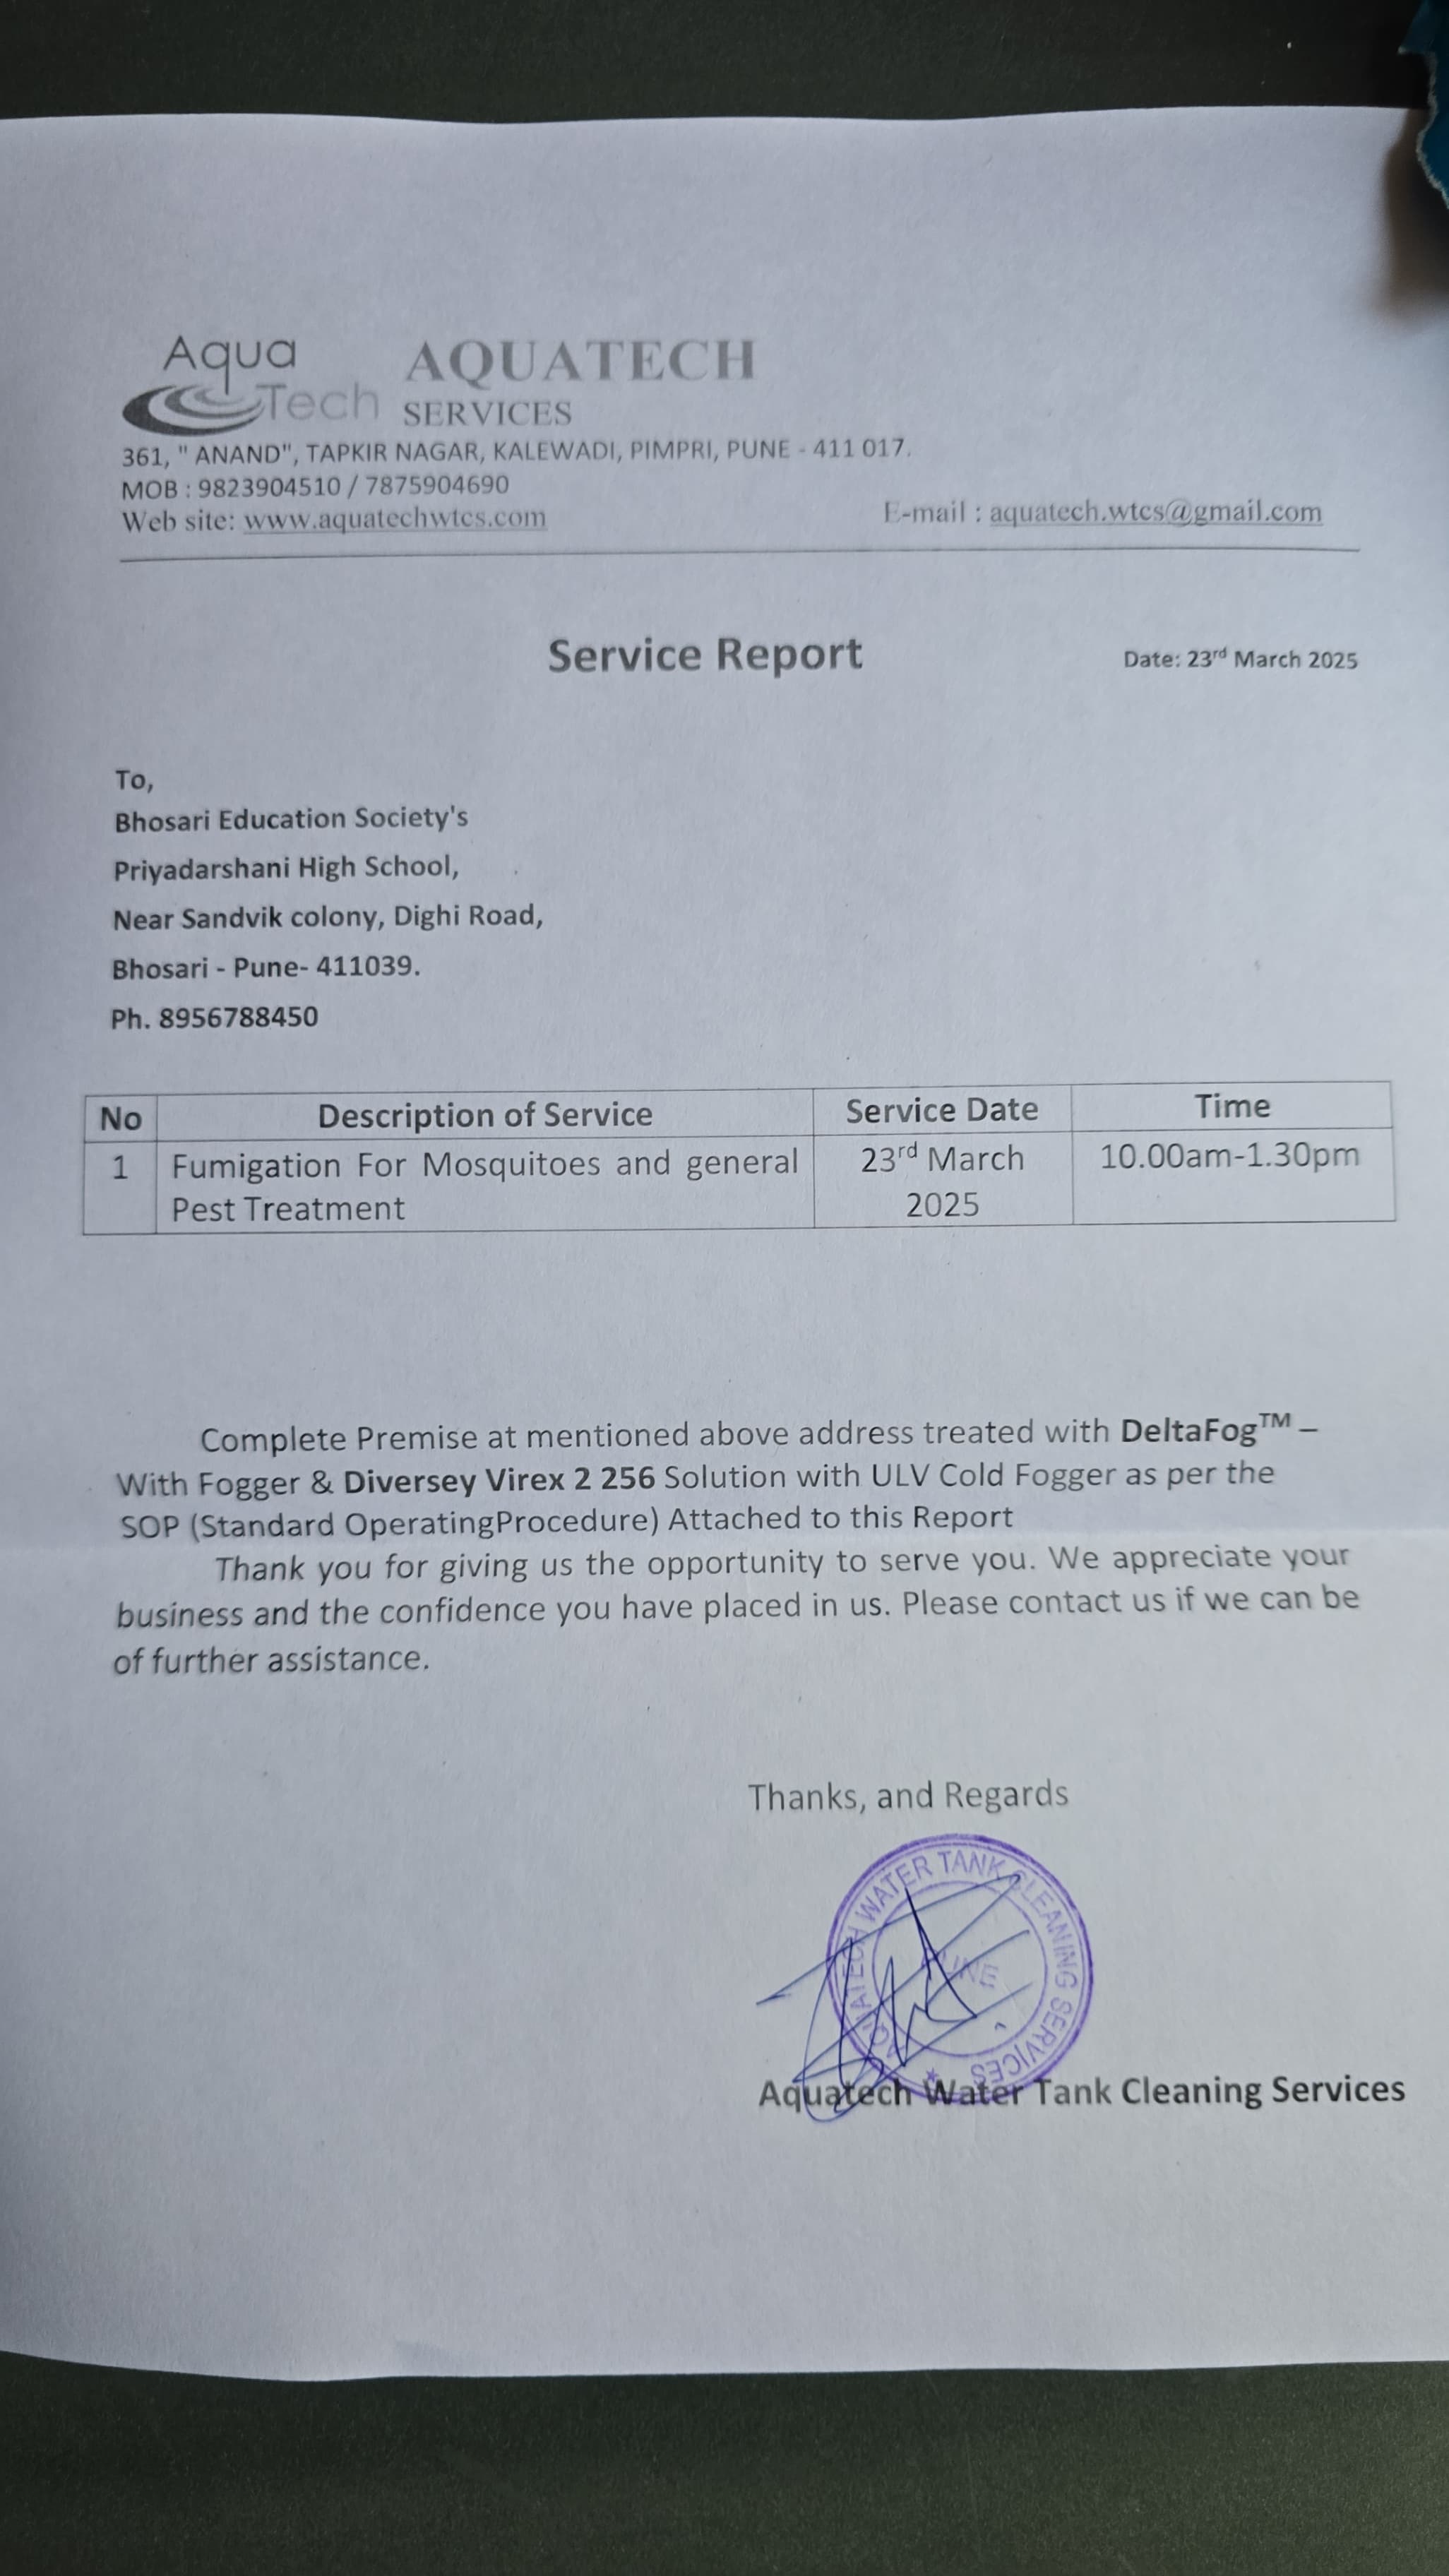 Aqua
Tech
AQUATECH
SERVICES
361, " ANAND", TAPKIR NAGAR, KALEWADI, PIMPRI, PUNE - 411 017.
MOB : 9823904510 / 7875904690
Web site: www.aquatechwtcs.com E-mail : aquatech.wtcs@gmail.com
Service Report Date: 23rd March 2025
To,
Bhosari Education Society's
Priyadarshani High School,
Near Sandvik colony, Dighi Road,
Bhosari - Pune- 411039.
Ph. 8956788450
No Description of Service Service Date Time
1 Fumigation For Mosquitoes and general 23rd March 10.00am-1.30pm
Pest Treatment 2025
Complete Premise at mentioned above address treated with DeltaFog™ –
With Fogger & Diversey Virex 2 256 Solution with ULV Cold Fogger as per the
SOP (Standard OperatingProcedure) Attached to this Report
Thank you for giving us the opportunity to serve you. We appreciate your
business and the confidence you have placed in us. Please contact us if we can be
of further assistance.
Thanks, and Regards
AQUATECH WATER TANK CLEANING SERVICES
PUNE
Aquatech Water Tank Cleaning Services